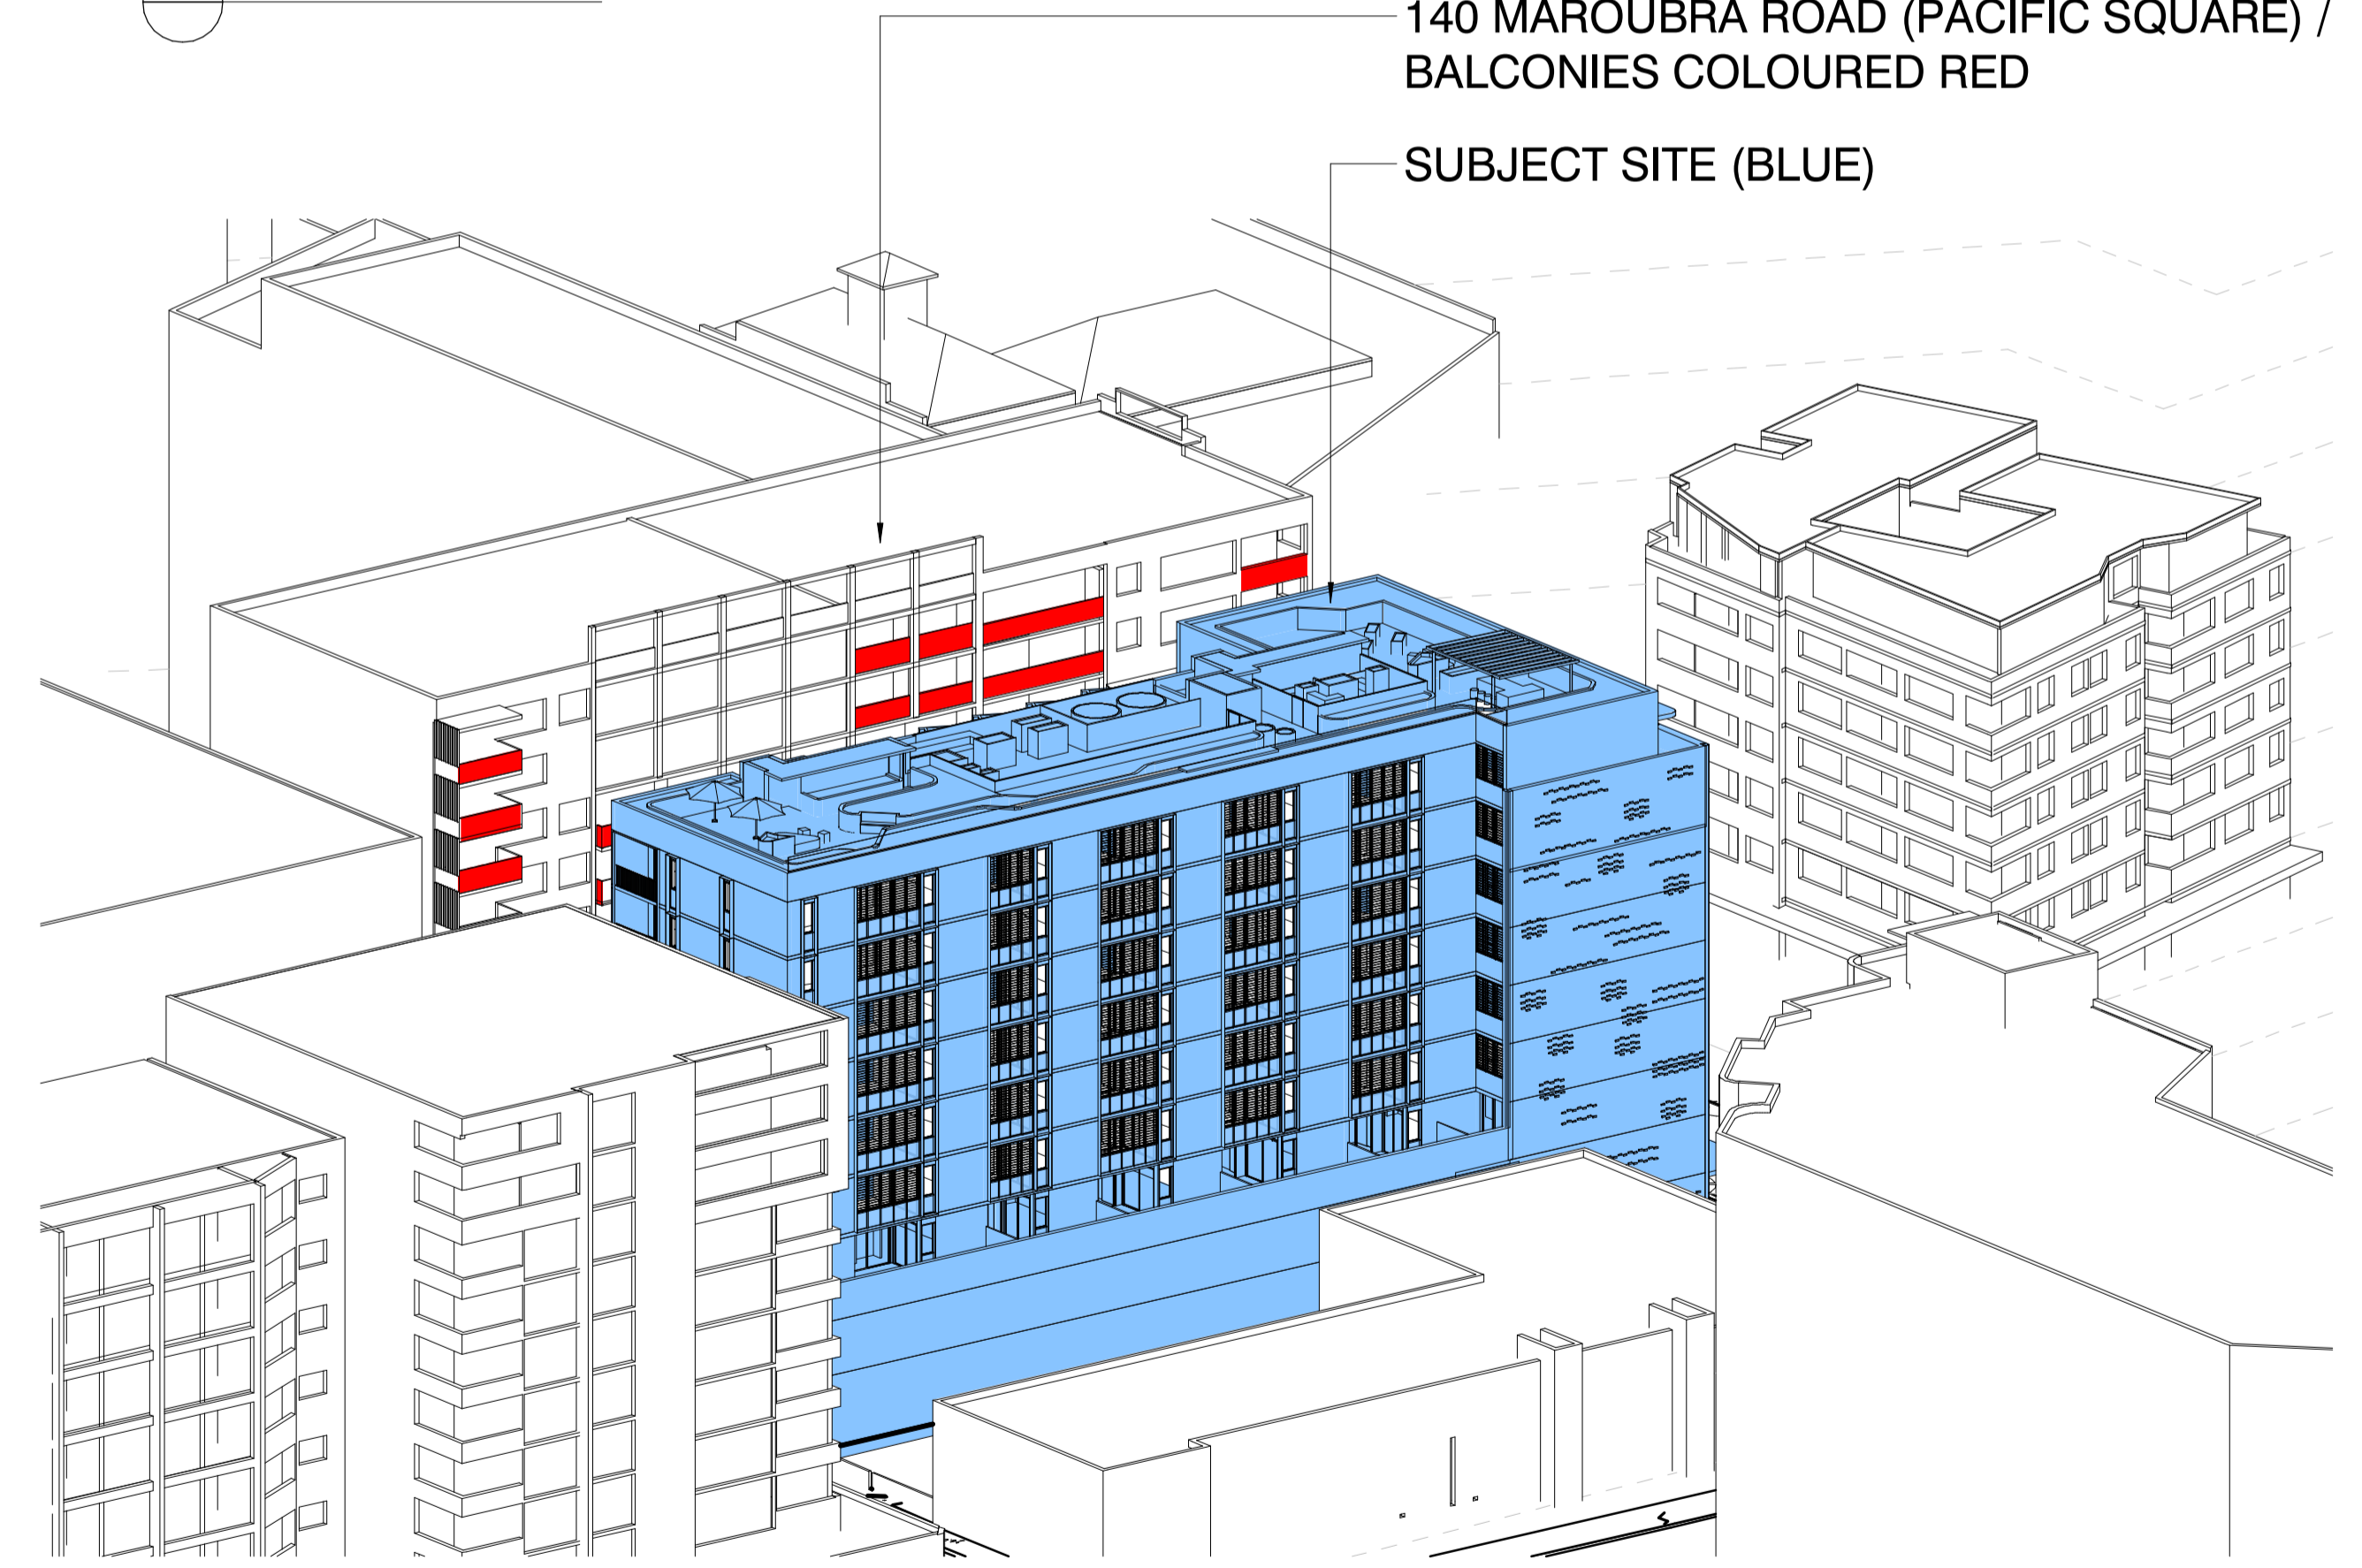 140 MAROUBRA ROAD (PACIFIC SQUARE) /
BALCONIES COLOURED RED
SUBJECT SITE (BLUE)